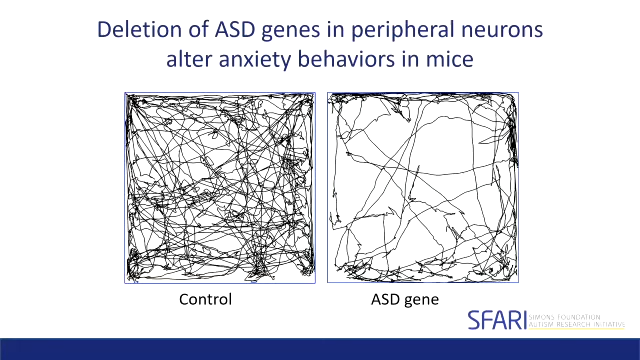 Deletion of ASD genes in peripheral neurons
alter anxiety behaviors in mice
Control
ASD gene
SFARI
SIMONS FOUNDATION
AUTISM RESEARCH INITIATIVE